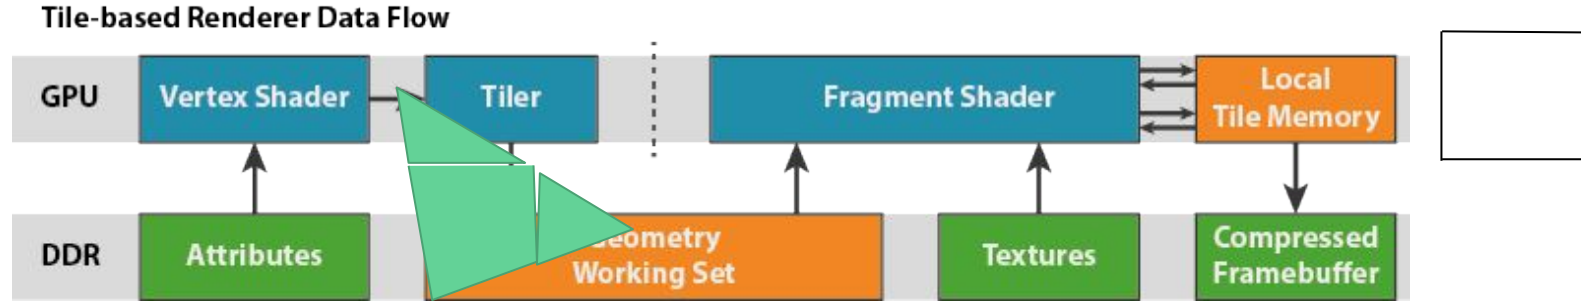 Tile-based Renderer Data Flow
GPU
Vertex Shader
Tiler
Fragment Shader
Local
Tile Memory
DDR
Attributes
Geometry
Working Set
Textures
Compressed
Framebuffer